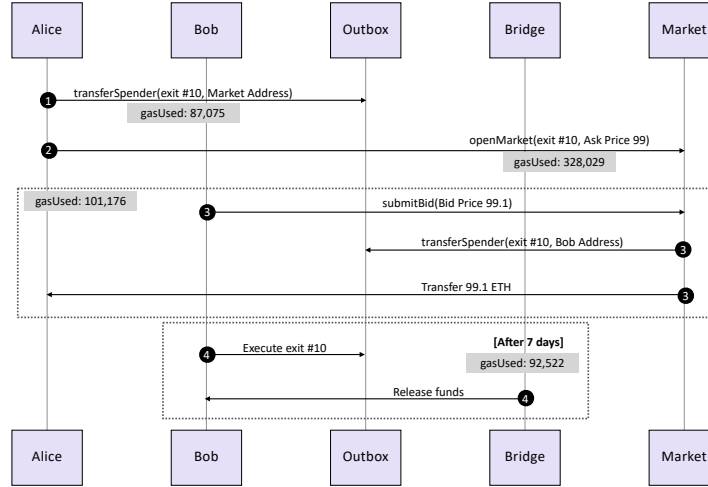 Alice
Bob
Outbox
Bridge
Market
1
transferSpender(exit #10, Market Address)
gasUsed: 87,075
2
openMarket(exit #10, Ask Price 99)
gasUsed: 328,029
gasUsed: 101,176
3
submitBid(Bid Price 99.1)
transferSpender(exit #10, Bob Address)
3
Transfer 99.1 ETH
3
[After 7 days]
4
Execute exit #10
gasUsed: 92,522
Release funds
4
Alice
Bob
Outbox
Bridge
Market